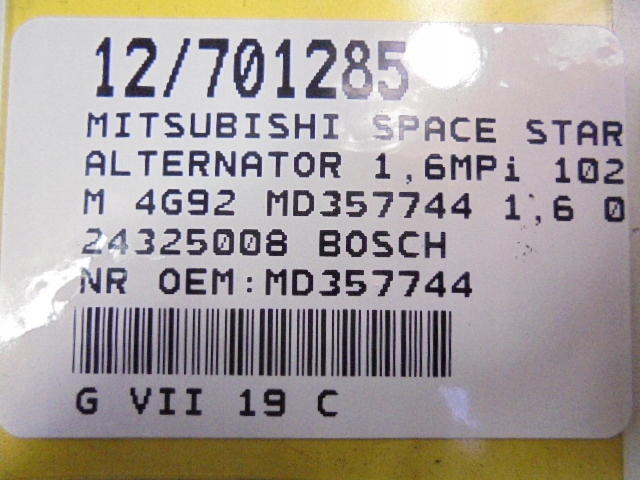 12/701285
MITSUBISHI SPACE STAR
ALTERNATOR 1,6MPi 102
M 4G92 MD357744 1,6 0
24325008 BOSCH
NR OEM:MD357744
G VII 19 C